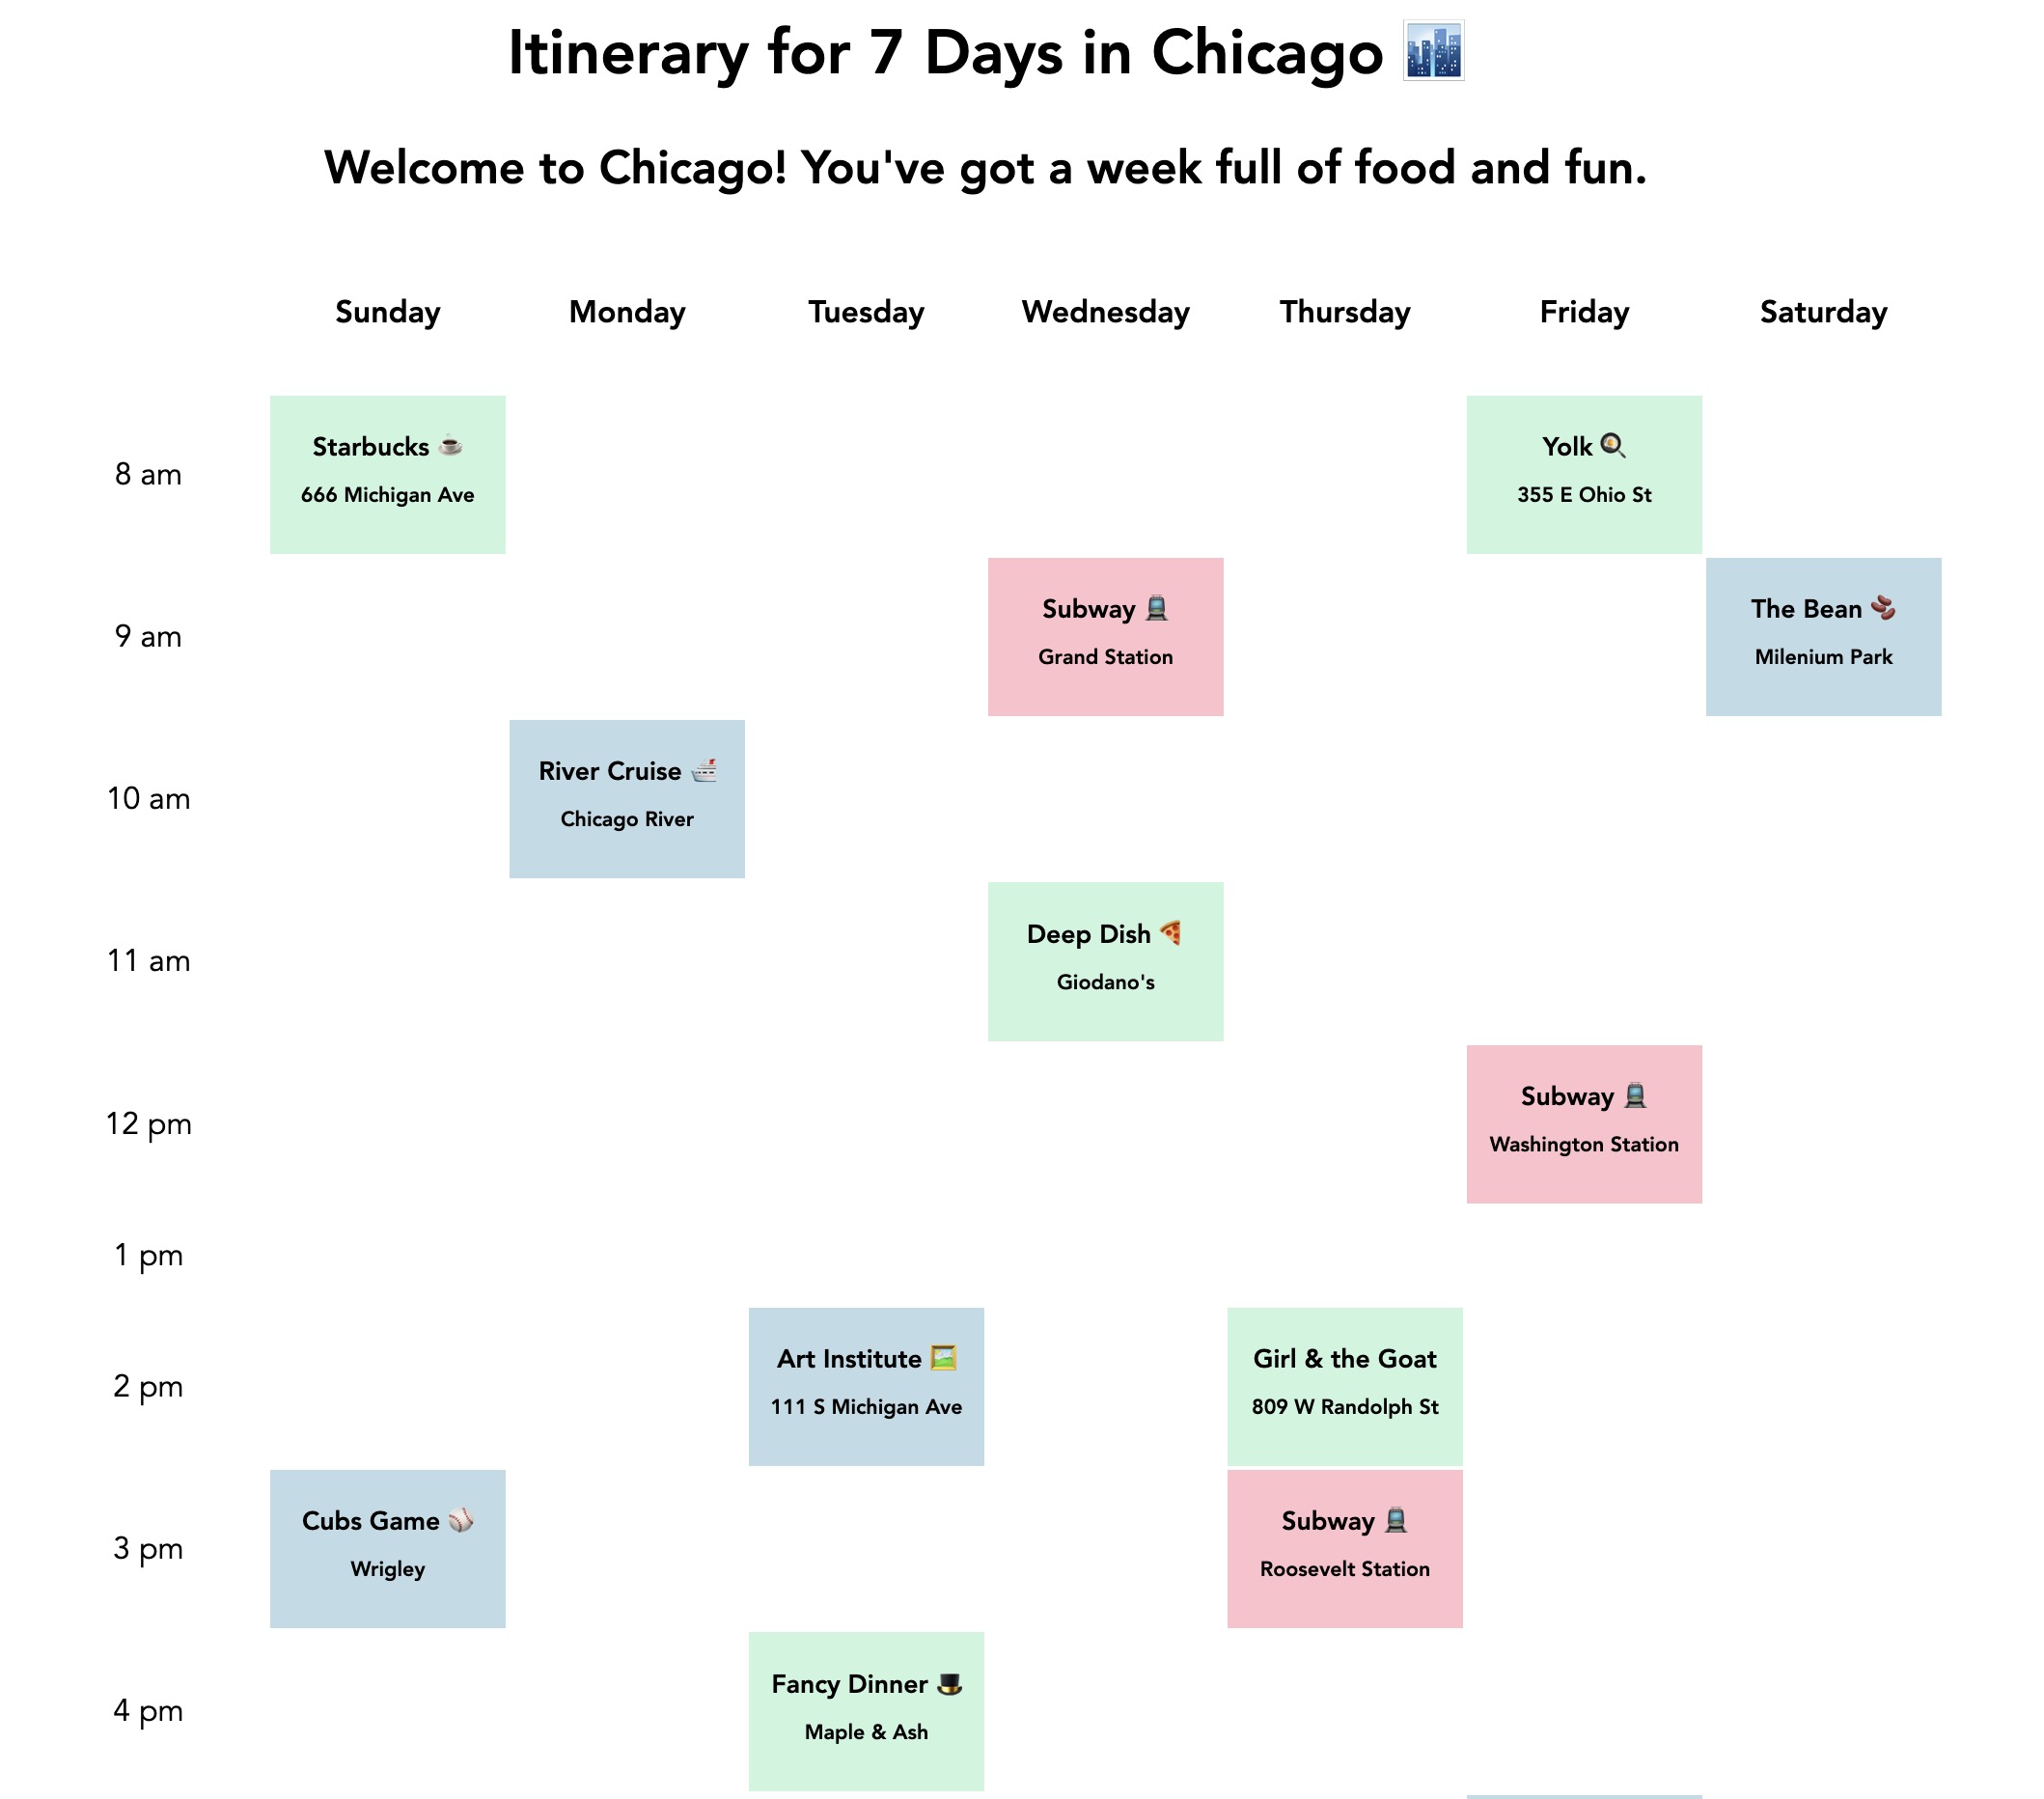 Itinerary for 7 Days in Chicago
Welcome to Chicago! You've got a week full of food and fun.
Sunday Monday Tuesday Wednesday Thursday Friday Saturday
8 am
Starbucks
666 Michigan Ave
Yolk
355 E Ohio St
9 am
Subway
Grand Station
The Bean
Milenium Park
10 am
River Cruise
Chicago River
11 am
Deep Dish
Giodano's
12 pm
Subway
Washington Station
1 pm
2 pm
Art Institute
111 S Michigan Ave
Girl & the Goat
809 W Randolph St
3 pm
Cubs Game
Wrigley
Subway
Roosevelt Station
4 pm
Fancy Dinner
Maple & Ash